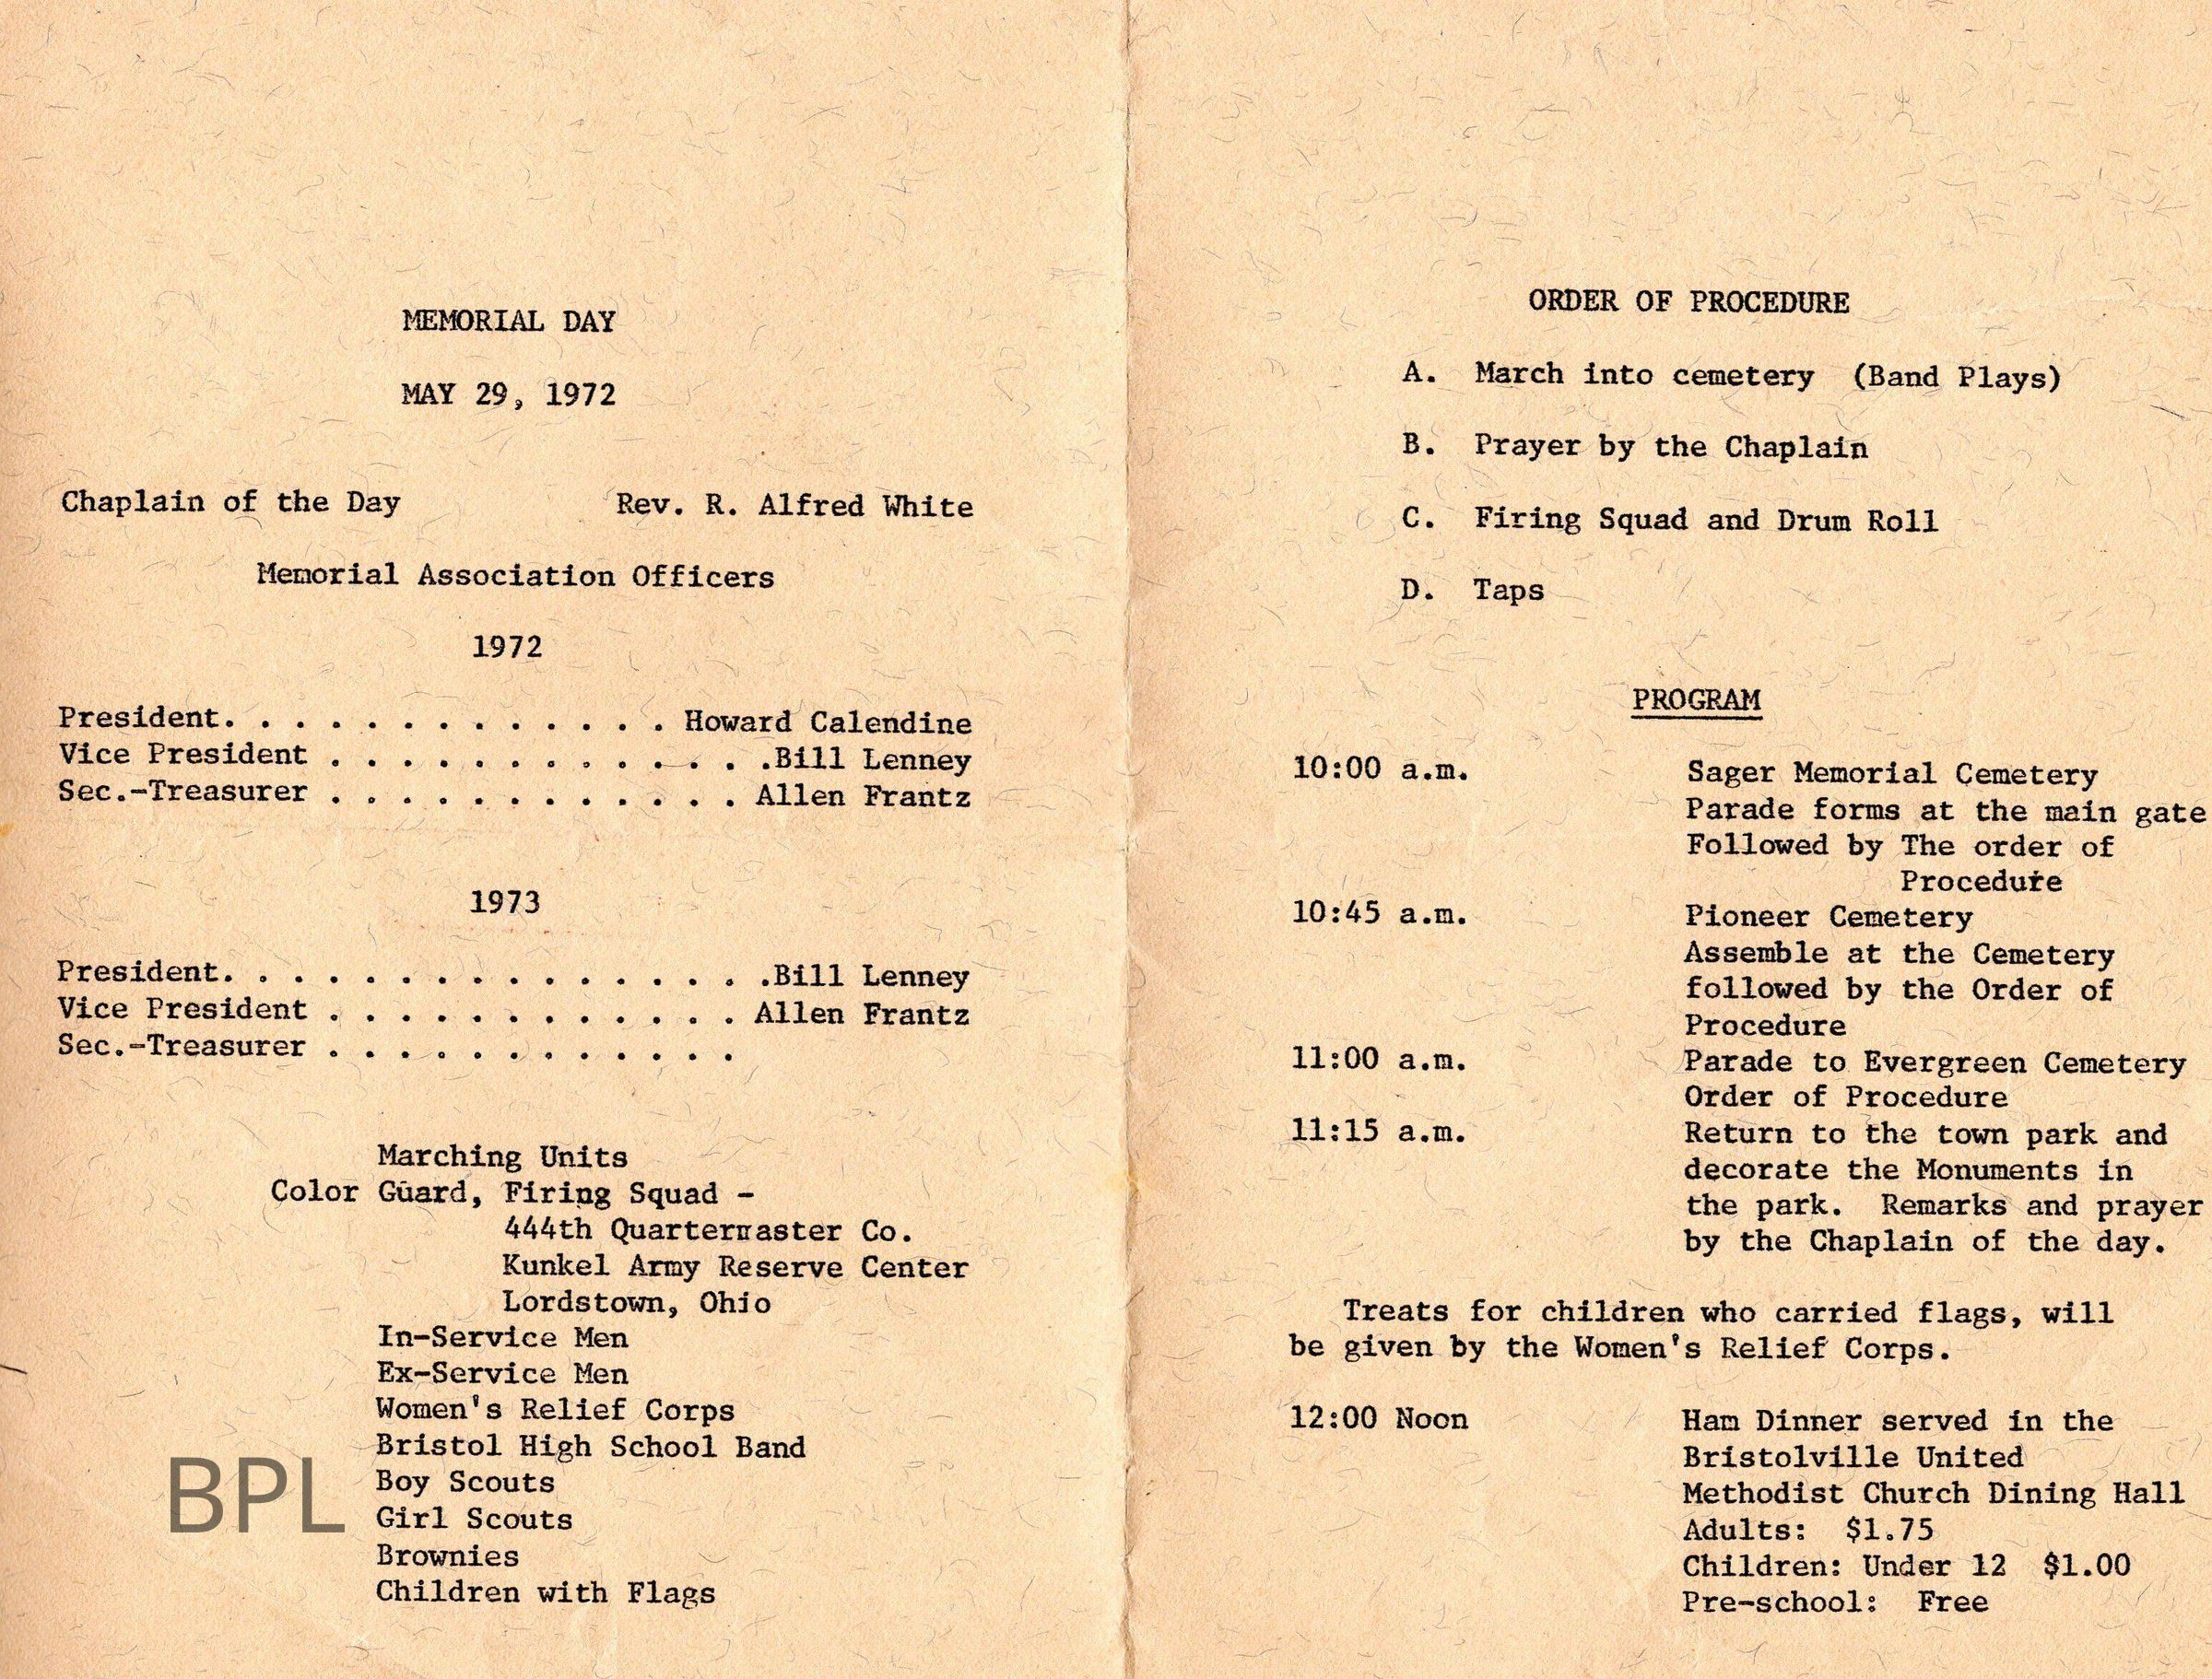 MEMORIAL DAY
MAY 29, 1972
Chaplain of the Day Rev. R. Alfred White
Memorial Association Officers
1972
President. . . . . . . . . . . . . . Howard Calendine
Vice President . . . . . . . . . . . . .Bill Lenney
Sec.-Treasurer . . . . . . . . . . . . Allen Frantz
1973
President. . . . . . . . . . . . . . . .Bill Lenney
Vice President . . . . . . . . . . . . Allen Frantz
Sec.-Treasurer . . . . . . . . . . . .
Marching Units
Color Guard, Firing Squad -
444th Quartermaster Co.
Kunkel Army Reserve Center
Lordstown, Ohio
In-Service Men
Ex-Service Men
Women's Relief Corps
Bristol High School Band
Boy Scouts
Girl Scouts
Brownies
Children with Flags
BPL
ORDER OF PROCEDURE
A. March into cemetery (Band Plays)
B. Prayer by the Chaplain
C. Firing Squad and Drum Roll
D. Taps
PROGRAM
10:00 a.m. Sager Memorial Cemetery
Parade forms at the main gate
Followed by The order of
Procedure
10:45 a.m. Pioneer Cemetery
Assemble at the Cemetery
followed by the Order of
Procedure
11:00 a.m. Parade to Evergreen Cemetery
Order of Procedure
11:15 a.m. Return to the town park and
decorate the Monuments in
the park. Remarks and prayer
by the Chaplain of the day.
Treats for children who carried flags, will
be given by the Women's Relief Corps.
12:00 Noon Ham Dinner served in the
Bristolville United
Methodist Church Dining Hall
Adults: $1.75
Children: Under 12 $1.00
Pre-school: Free